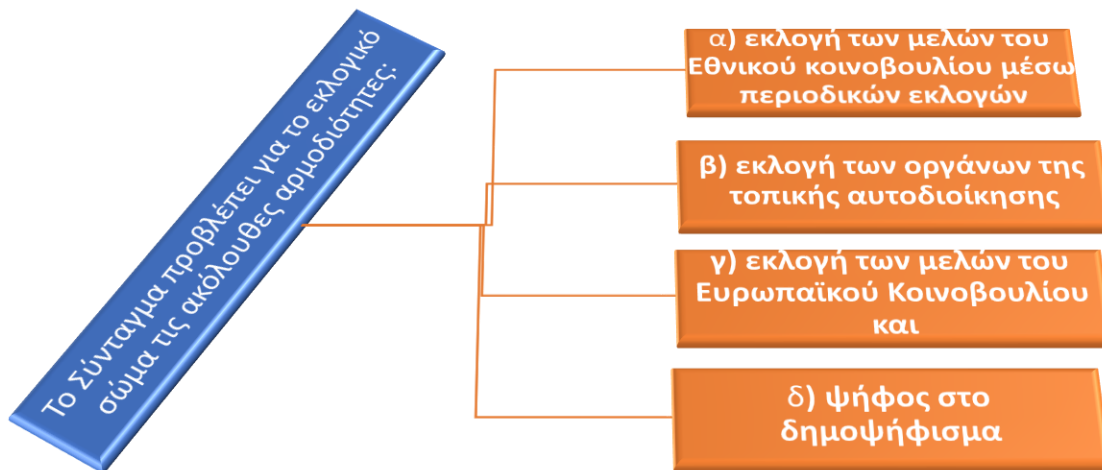 Το Σύνταγμα προβλέπει για το εκλογικό
σώμα τις ακόλουθες αρμοδιότητες:
α) εκλογή των μελών του
Εθνικού κοινοβουλίου μέσω
περιοδικών εκλογών
β) εκλογή των οργάνων της
τοπικής αυτοδιοίκησης
γ) εκλογή των μελών του
Ευρωπαϊκού Κοινοβουλίου
και
δ) ψήφος στο
δημοψήφισμα